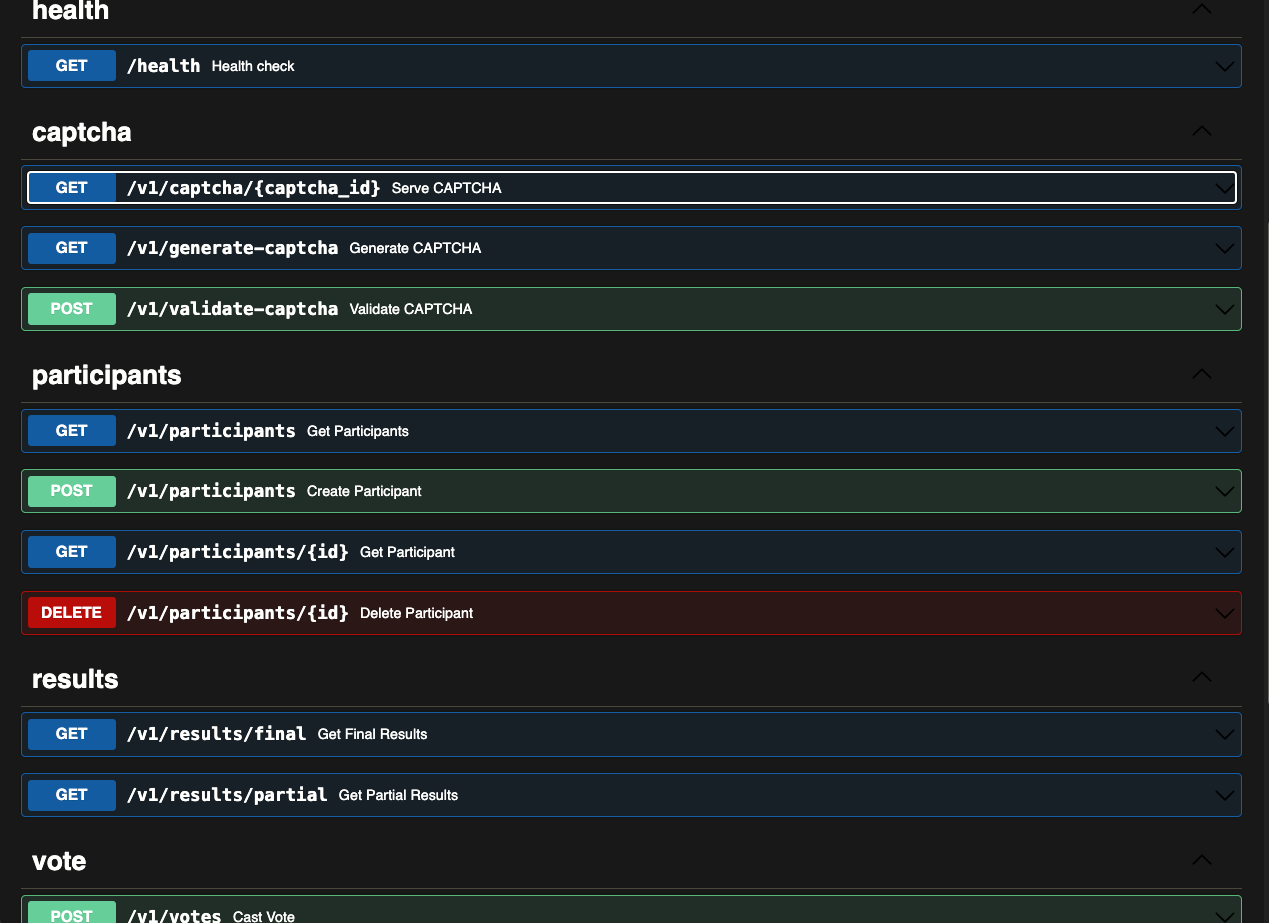 health
GET /health Health check
captcha
GET /v1/captcha/{captcha_id} Serve CAPTCHA
GET /v1/generate-captcha Generate CAPTCHA
POST /v1/validate-captcha Validate CAPTCHA
participants
GET /v1/participants Get Participants
POST /v1/participants Create Participant
GET /v1/participants/{id} Get Participant
DELETE /v1/participants/{id} Delete Participant
results
GET /v1/results/final Get Final Results
GET /v1/results/partial Get Partial Results
vote
POST /v1/votes Cast Vote